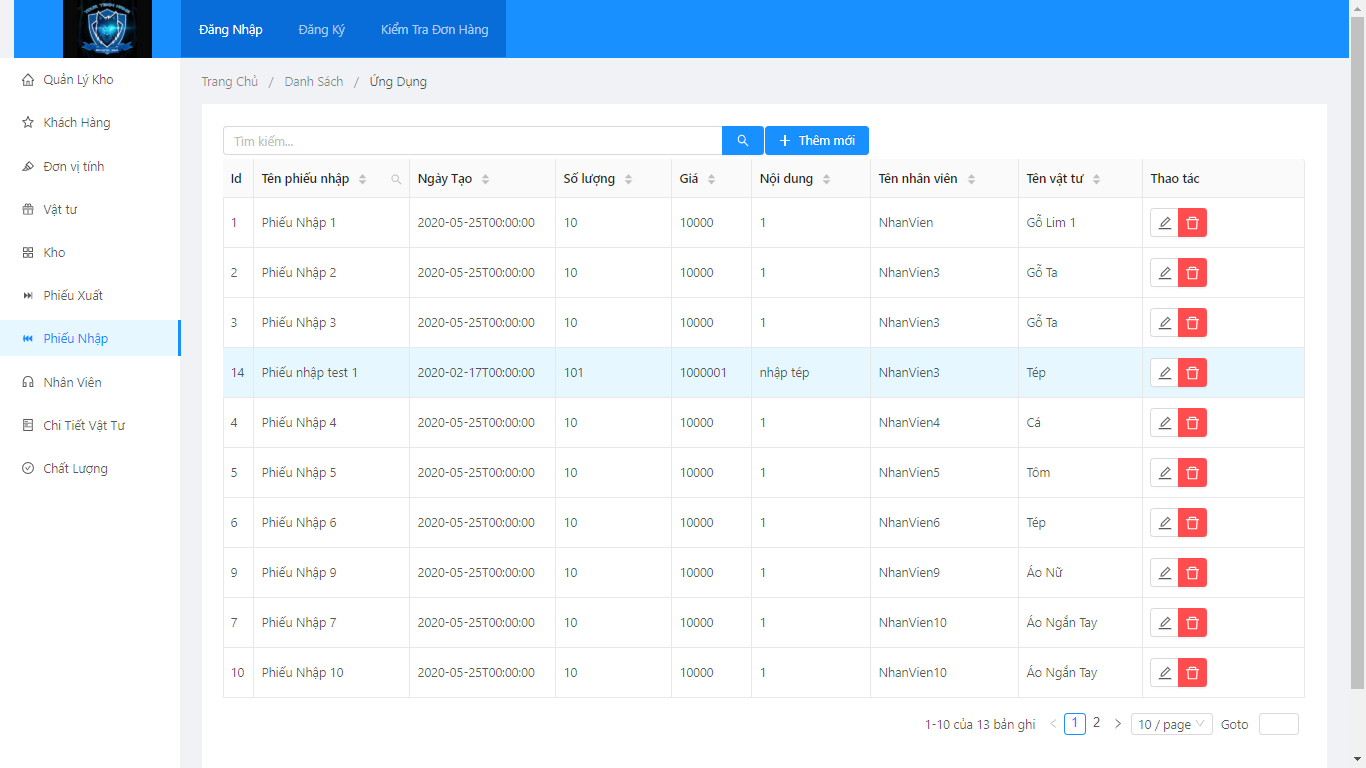 Đăng Nhập Đăng Ký Kiểm Tra Đơn Hàng
Quản Lý Kho
Khách Hàng
Đơn vị tính
Vật tư
Kho
Phiếu Xuất
Phiếu Nhập
Nhân Viên
Chi Tiết Vật Tư
Chất Lượng
Trang Chủ / Danh Sách / Ứng Dụng
Tìm kiếm... Thêm mới
Id Tên phiếu nhập Ngày Tạo Số lượng Giá Nội dung Tên nhân viên Tên vật tư Thao tác
1 Phiếu Nhập 1 2020-05-25T00:00:00 10 10000 1 NhanVien Gỗ Lim 1
2 Phiếu Nhập 2 2020-05-25T00:00:00 10 10000 1 NhanVien3 Gỗ Ta
3 Phiếu Nhập 3 2020-05-25T00:00:00 10 10000 1 NhanVien3 Gỗ Ta
14 Phiếu nhập test 1 2020-02-17T00:00:00 101 1000001 nhập tép NhanVien3 Tép
4 Phiếu Nhập 4 2020-05-25T00:00:00 10 10000 1 NhanVien4 Cá
5 Phiếu Nhập 5 2020-05-25T00:00:00 10 10000 1 NhanVien5 Tôm
6 Phiếu Nhập 6 2020-05-25T00:00:00 10 10000 1 NhanVien6 Tép
9 Phiếu Nhập 9 2020-05-25T00:00:00 10 10000 1 NhanVien9 Áo Nữ
7 Phiếu Nhập 7 2020-05-25T00:00:00 10 10000 1 NhanVien10 Áo Ngắn Tay
10 Phiếu Nhập 10 2020-05-25T00:00:00 10 10000 1 NhanVien10 Áo Ngắn Tay
1-10 của 13 bản ghi < 1 2 > 10 / page Goto